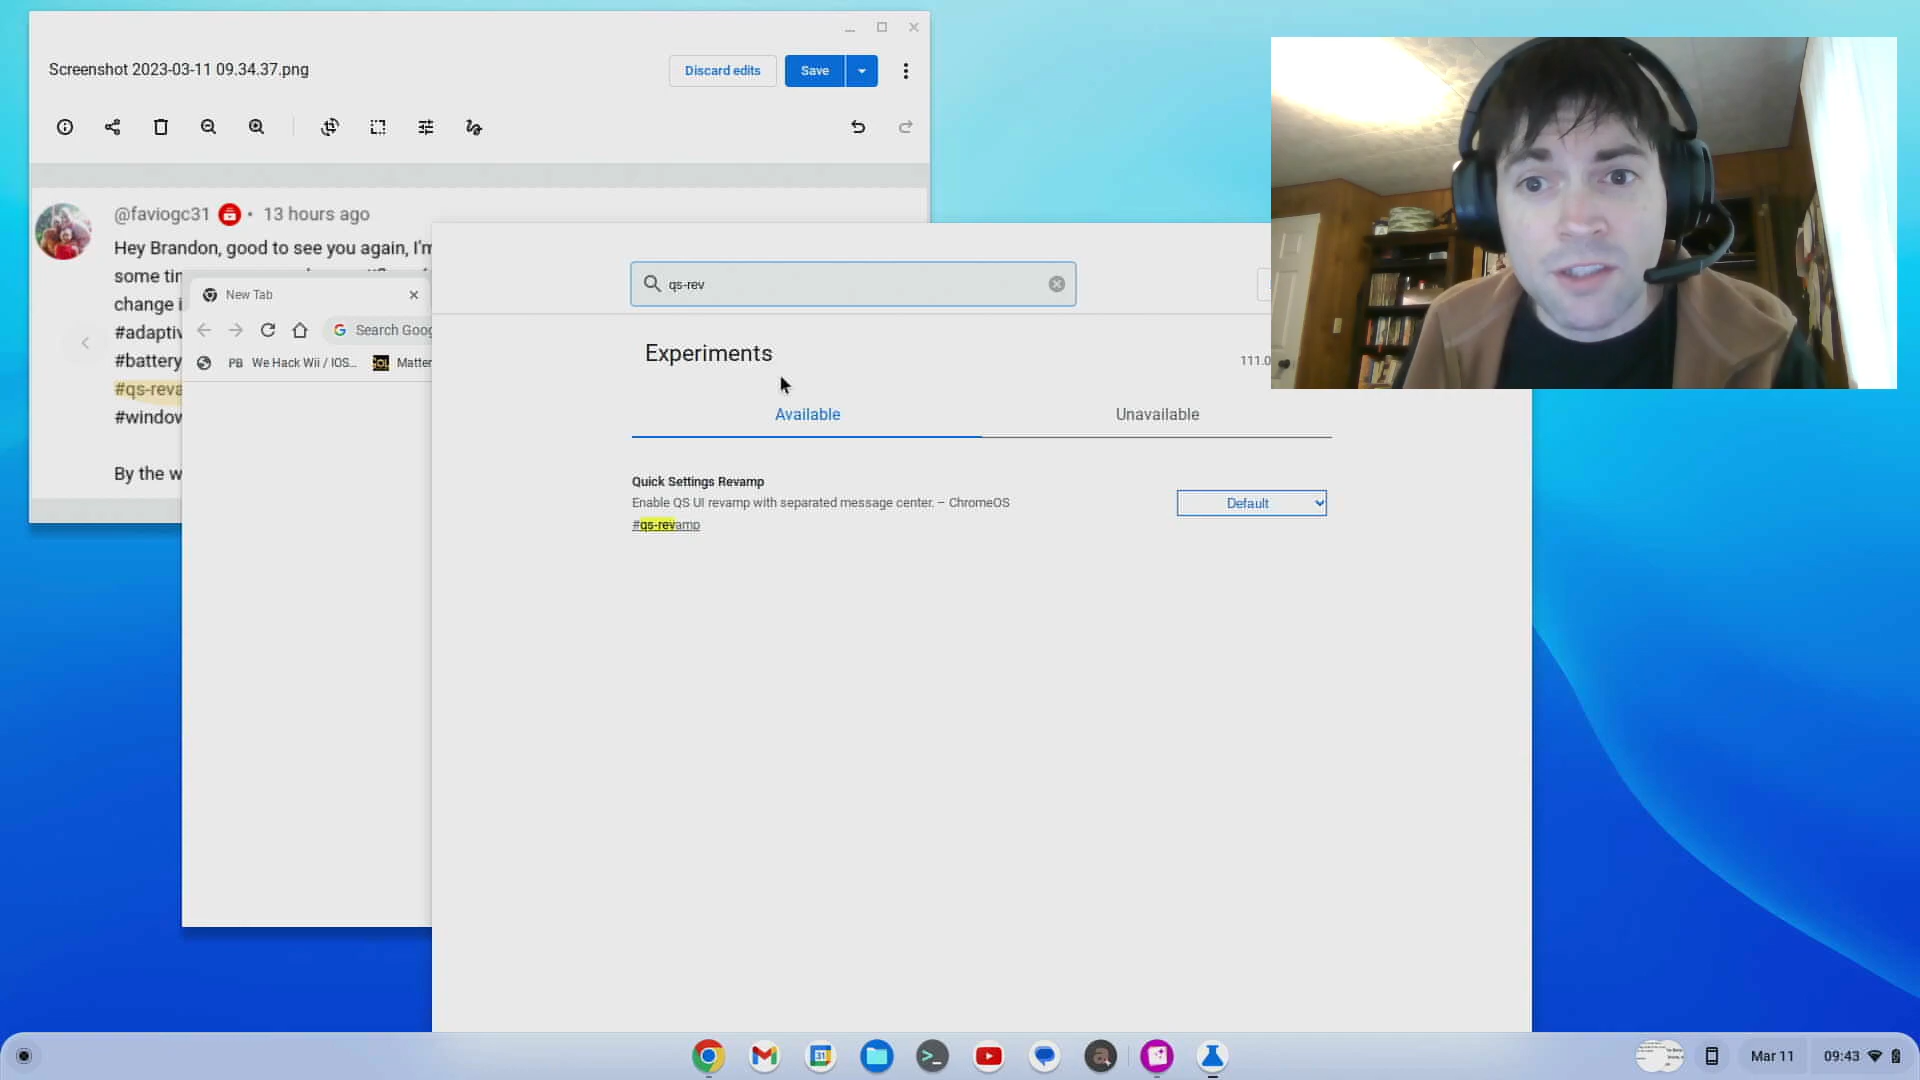 Screenshot 2023-03-11 09.34.37.png
Discard edits
Save
@faviogc31 • 13 hours ago
Hey Brandon, good to see you again, I'm
some tim
change i
#adaptiv
#battery
#qs-reva
#window
By the w
New Tab
Search Goog
PB We Hack Wii / IOS...
Matter
qs-rev
Experiments
111.0
Available
Unavailable
Quick Settings Revamp
Enable QS UI revamp with separated message center. – ChromeOS
#qs-revamp
Default
31
Mar 11
09:43